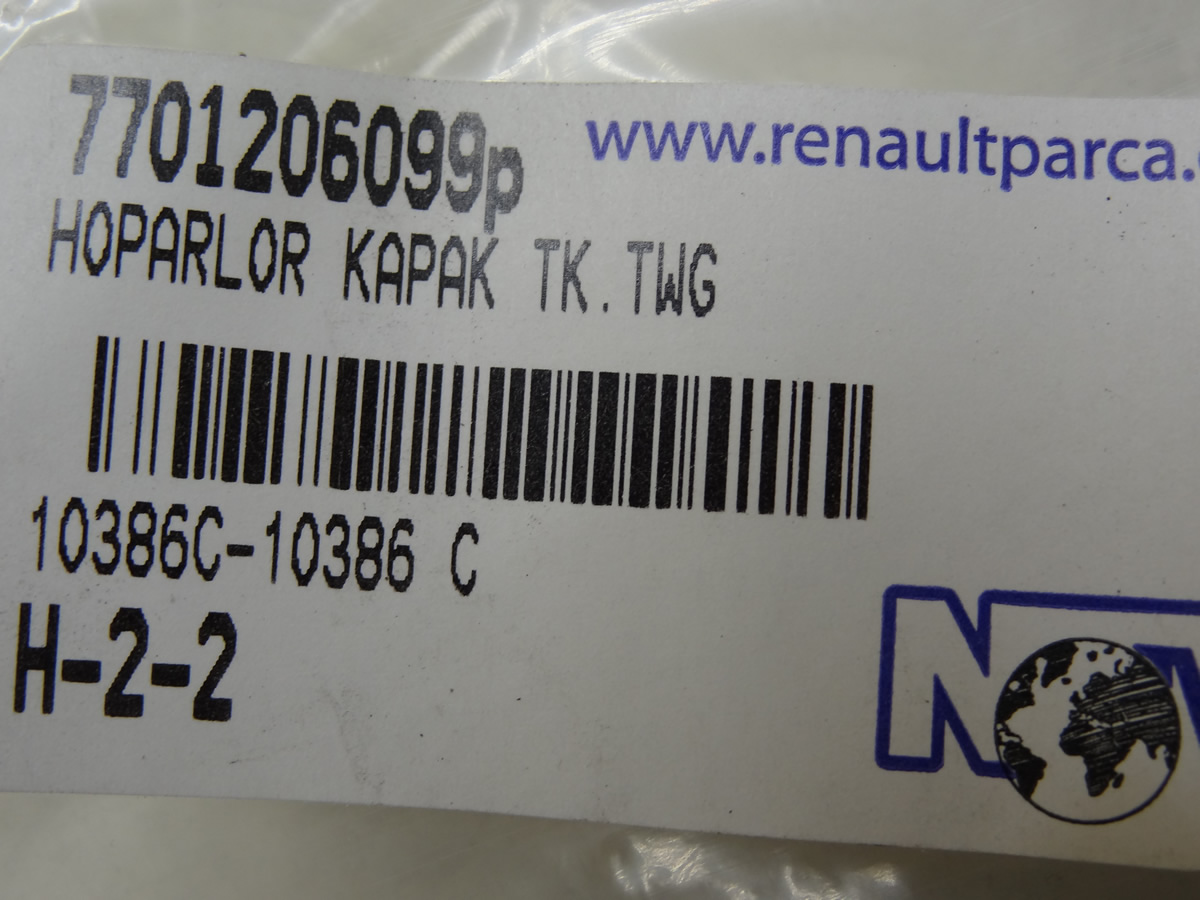 7701206099p
www.renaultparca.
HOPARLOR KAPAK TK.TWG
10386C-10386 C
H-2-2